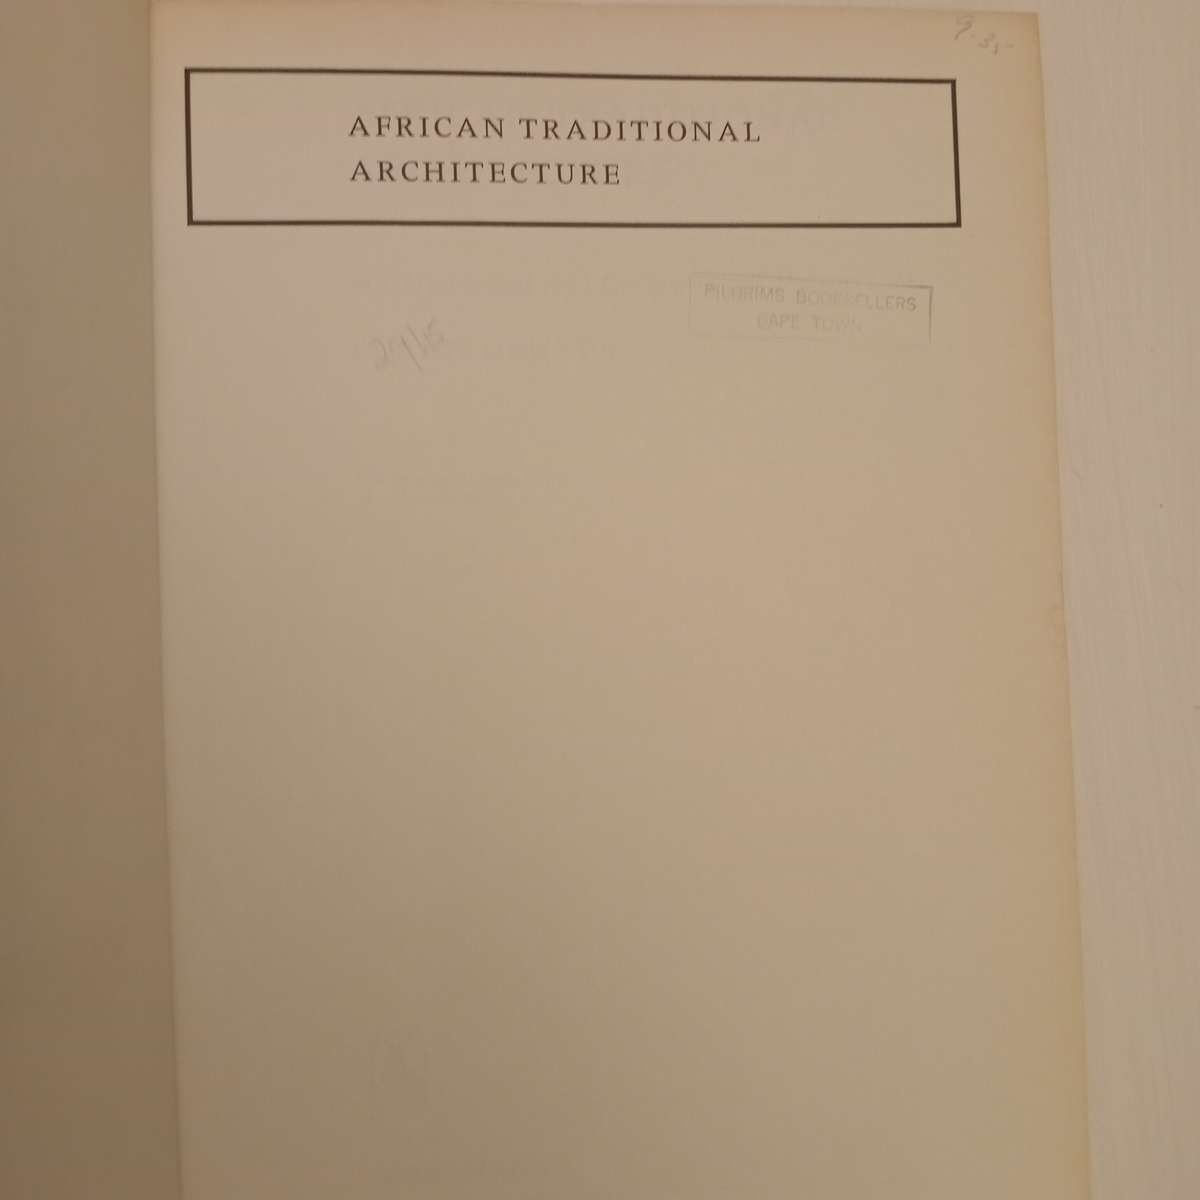 AFRICAN TRADITIONAL
ARCHITECTURE
PILGRIMS BOOKSELLERS
CAPE TOWN